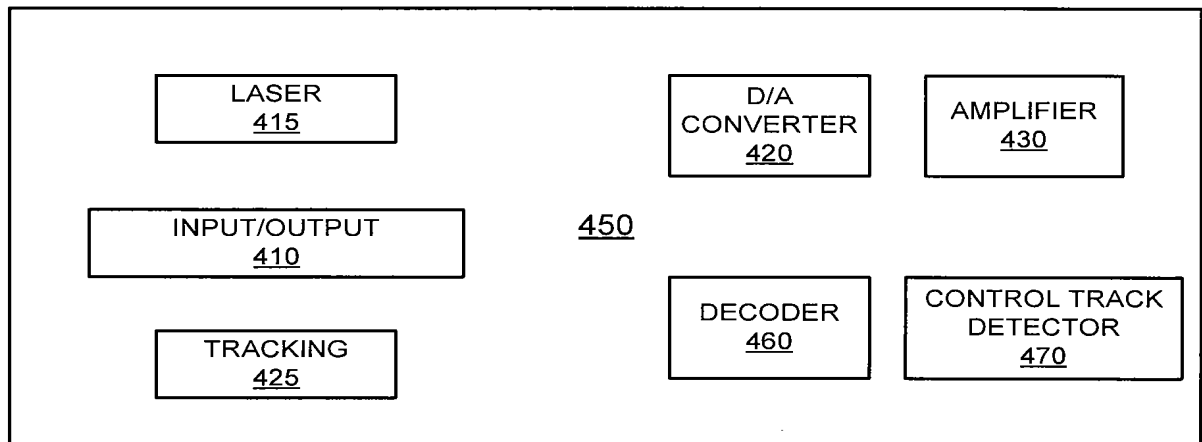 LASER
415
D/A
CONVERTER
420
AMPLIFIER
430
INPUT/OUTPUT
410
450
TRACKING
425
DECODER
460
CONTROL TRACK
DETECTOR
470